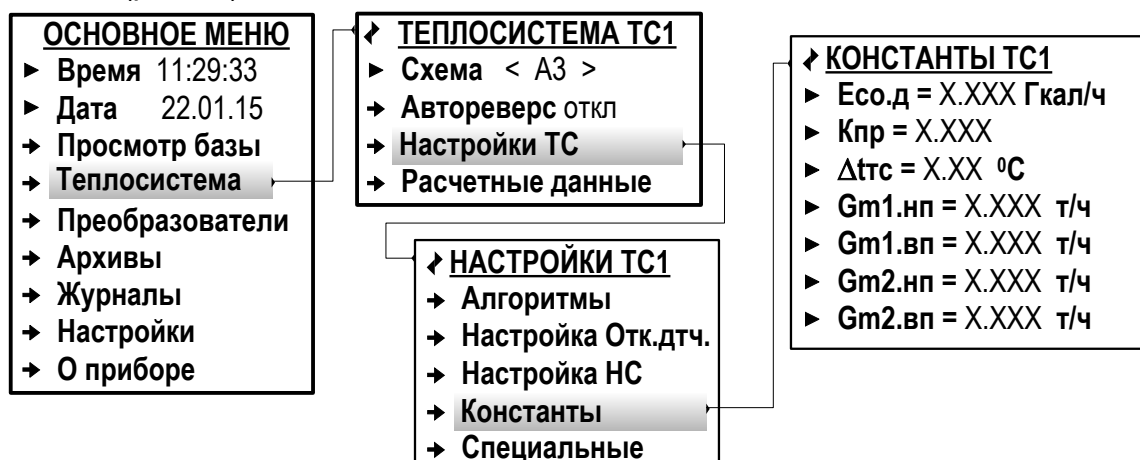 ОСНОВНОЕ МЕНЮ
► Время 11:29:33
► Дата 22.01.15
➔ Просмотр базы
➔ Теплосистема
➔ Преобразователи
➔ Архивы
➔ Журналы
➔ Настройки
➔ О приборе
ТЕПЛОСИСТЕМА ТС1
► Схема < А3 >
➔ Автореверс откл
➔ Настройки ТС
➔ Расчетные данные
НАСТРОЙКИ ТС1
➔ Алгоритмы
➔ Настройка Отк.дтч.
➔ Настройка НС
➔ Константы
➔ Специальные
КОНСТАНТЫ ТС1
► Eco.д = X.XXX Гкал/ч
► Кпр = X.XXX
► Δtтс = X.XX ⁰C
► Gm1.нп = X.XXX т/ч
► Gm1.вп = X.XXX т/ч
► Gm2.нп = X.XXX т/ч
► Gm2.вп = X.XXX т/ч